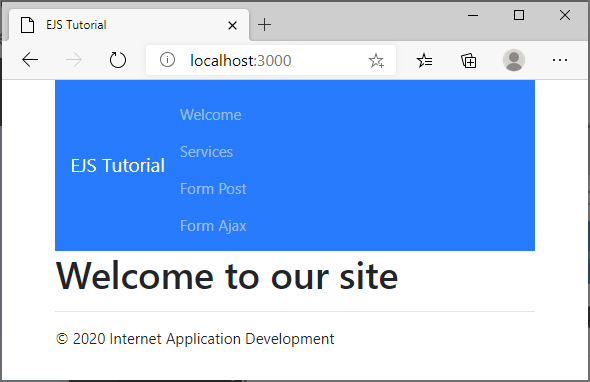 EJS Tutorial
localhost:3000
Welcome
Services
EJS Tutorial
Form Post
Form Ajax
Welcome to our site
© 2020 Internet Application Development